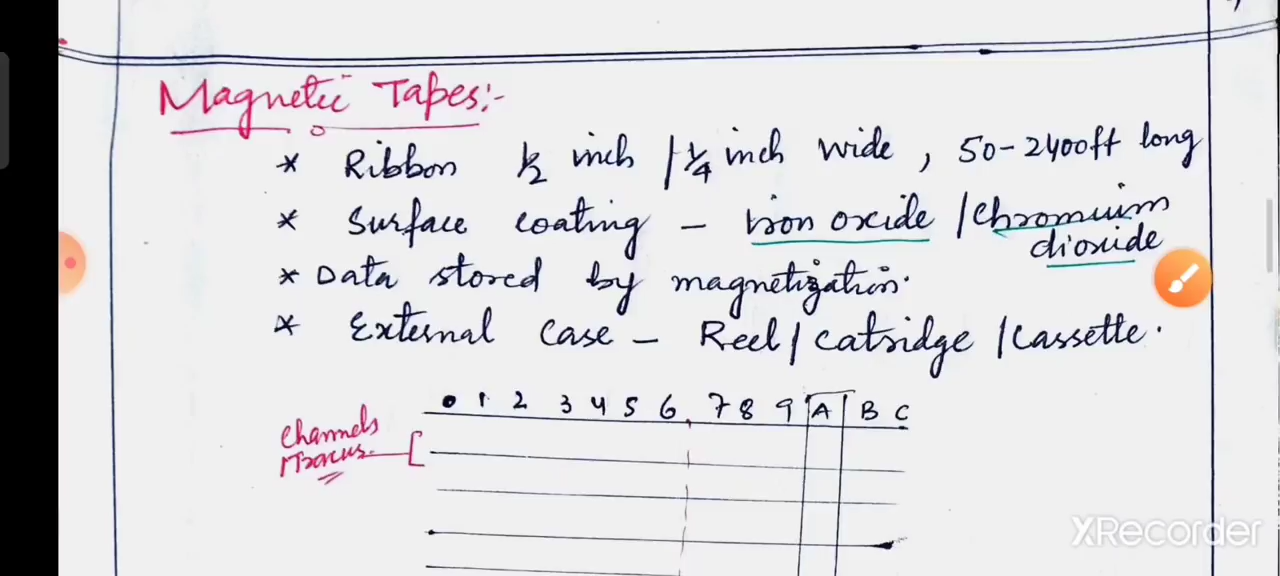 Magnetic Tapes:-
* Ribbon 1/2 inch / 1/4 inch wide, 50-2400ft long
* Surface coating - Iron oxide / chromium
dioxide
* Data stored by magnetization.
* External case - Reel / catsridge / cassette.
0 1 2 3 4 5 6 7 8 9 A B C
channels
/Tracks.
XRecorder